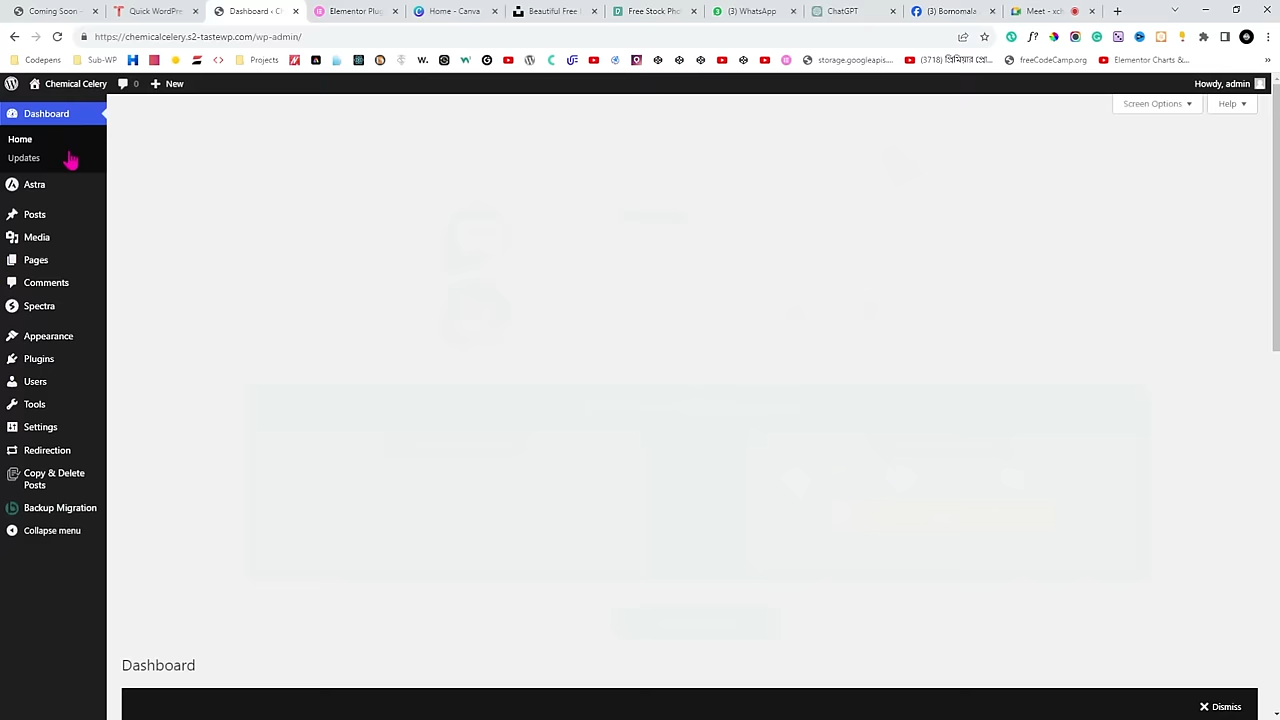 Coming Soon –
Quick WordPr
Dashboard ‹ C
Elementor Plug
Home - Canva
Beautiful Free I
Free Stock Pho
(3) WhatsApp
ChatGPT
(3) Bornomala
Meet - xc
https://chemicalcelery.s2-tastewp.com/wp-admin/
Codepens
Sub-WP
Projects
storage.googleapis....
(3718)
freeCodeCamp.org
Elementor Charts &...
Chemical Celery
0
New
Howdy, admin
Dashboard
Screen Options ▼
Help ▼
Home
Updates
Astra
Posts
Media
Pages
Comments
Spectra
Appearance
Plugins
Users
Tools
Settings
Redirection
Copy & Delete
Posts
Backup Migration
Collapse menu
Dashboard
Dismiss